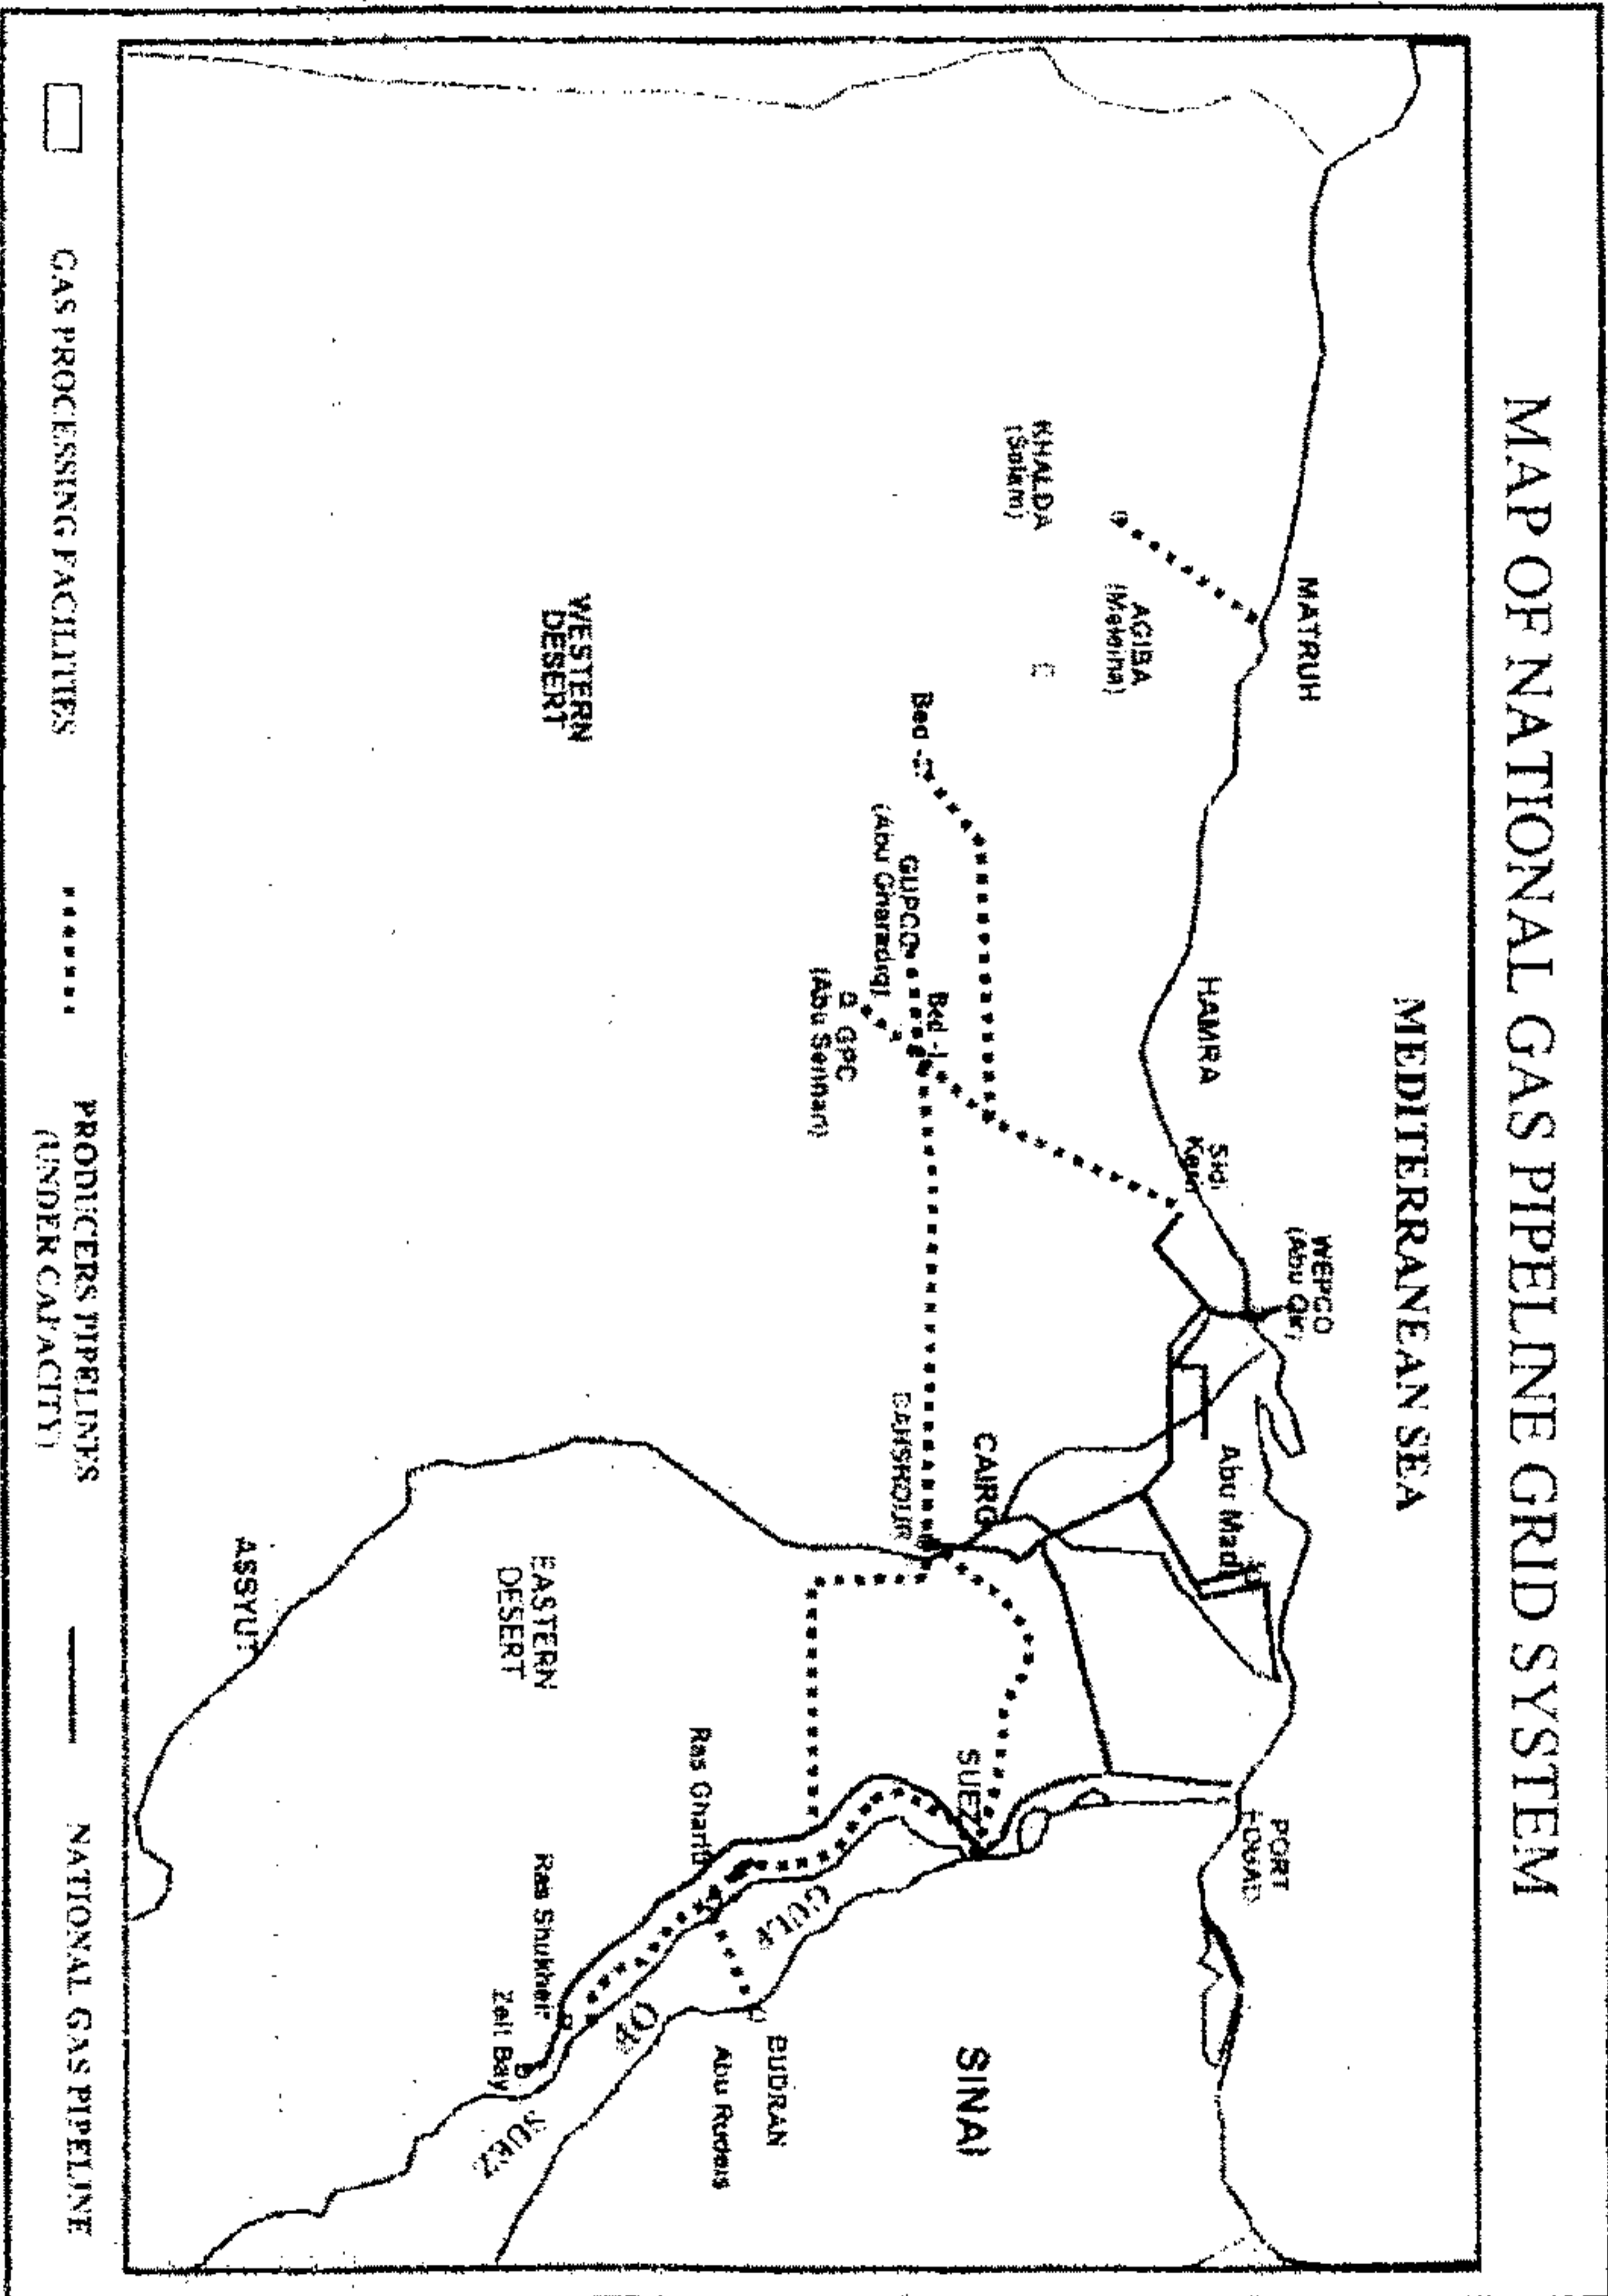 MAP OF NATIONAL GAS PIPELINE GRID SYSTEM
MEDITERRANEAN SEA
MATRUH
HAMRA
Sidi
WEPCO
(Abu Qir)
PORT
FOUAD
KHALDA
(Salam)
AGIBA
(Meleiha)
Abu Madi
Bed
CAIRO
SUEZ
SINAI
GUPCO
(Abu Gharadig)
Bed -1
DAHSHOUR
GPC
(Abu Sennan)
BUDRAN
Abu Rudeis
Ras Gharib
GULF
OF
SUEZ
WESTERN
DESERT
EASTERN
DESERT
Ras Shukheir
Zeit Bay
ASSYUT
GAS PROCESSING FACILITIES
PRODUCERS PIPELINES
(UNDER CAPACITY)
NATIONAL GAS PIPELINE